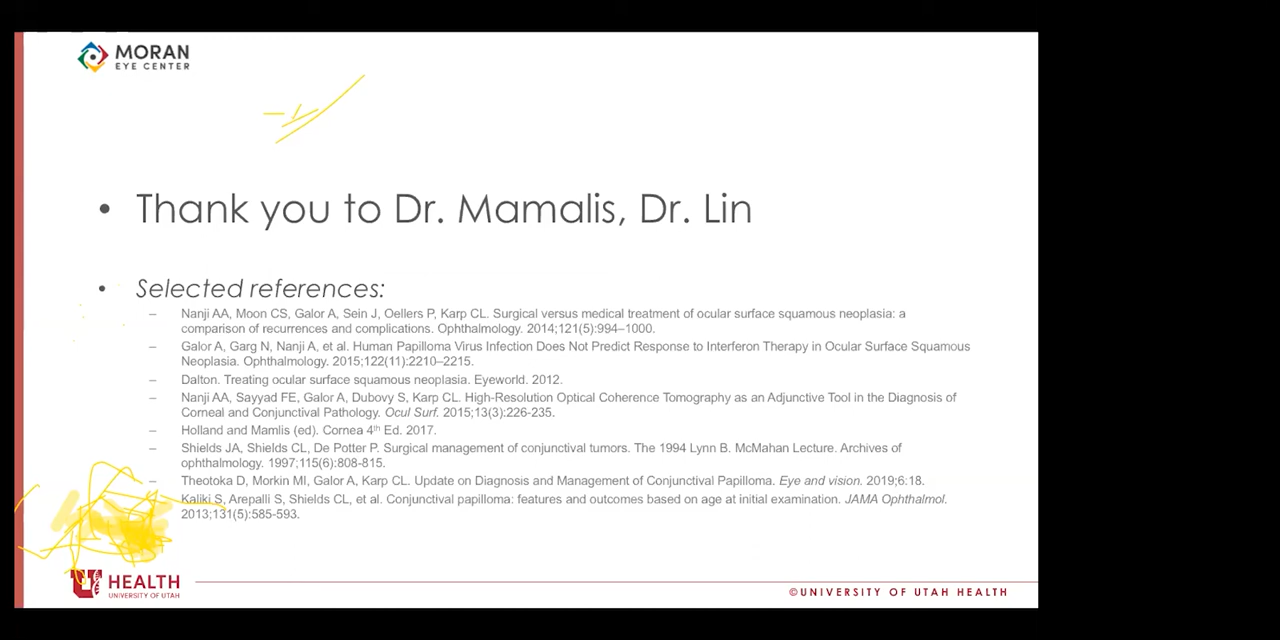 MORAN
EYE CENTER
• Thank you to Dr. Mamalis, Dr. Lin
• Selected references:
– Nanji AA, Moon CS, Galor A, Sein J, Oellers P, Karp CL. Surgical versus medical treatment of ocular surface squamous neoplasia: a
comparison of recurrences and complications. Ophthalmology. 2014;121(5):994–1000.
– Galor A, Garg N, Nanji A, et al. Human Papilloma Virus Infection Does Not Predict Response to Interferon Therapy in Ocular Surface Squamous
Neoplasia. Ophthalmology. 2015;122(11):2210–2215.
– Dalton. Treating ocular surface squamous neoplasia. Eyeworld. 2012.
– Nanji AA, Sayyad FE, Galor A, Dubovy S, Karp CL. High-Resolution Optical Coherence Tomography as an Adjunctive Tool in the Diagnosis of
Corneal and Conjunctival Pathology. Ocul Surf. 2015;13(3):226-235.
– Holland and Mamlis (ed). Cornea 4th Ed. 2017.
– Shields JA, Shields CL, De Potter P. Surgical management of conjunctival tumors. The 1994 Lynn B. McMahan Lecture. Archives of
ophthalmology. 1997;115(6):808-815.
– Theotoka D, Morkin MI, Galor A, Karp CL. Update on Diagnosis and Management of Conjunctival Papilloma. Eye and vision. 2019;6:18.
– Kaliki S, Arepalli S, Shields CL, et al. Conjunctival papilloma: features and outcomes based on age at initial examination. JAMA Ophthalmol.
2013;131(5):585-593.
U HEALTH
UNIVERSITY OF UTAH
©UNIVERSITY OF UTAH HEALTH